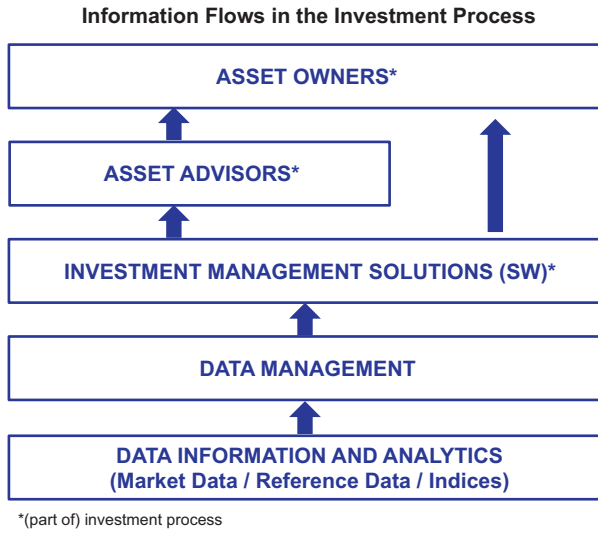 Information Flows in the Investment Process
ASSET OWNERS*
ASSET ADVISORS*
INVESTMENT MANAGEMENT SOLUTIONS (SW)*
DATA MANAGEMENT
DATA INFORMATION AND ANALYTICS
(Market Data / Reference Data / Indices)
*(part of) investment process